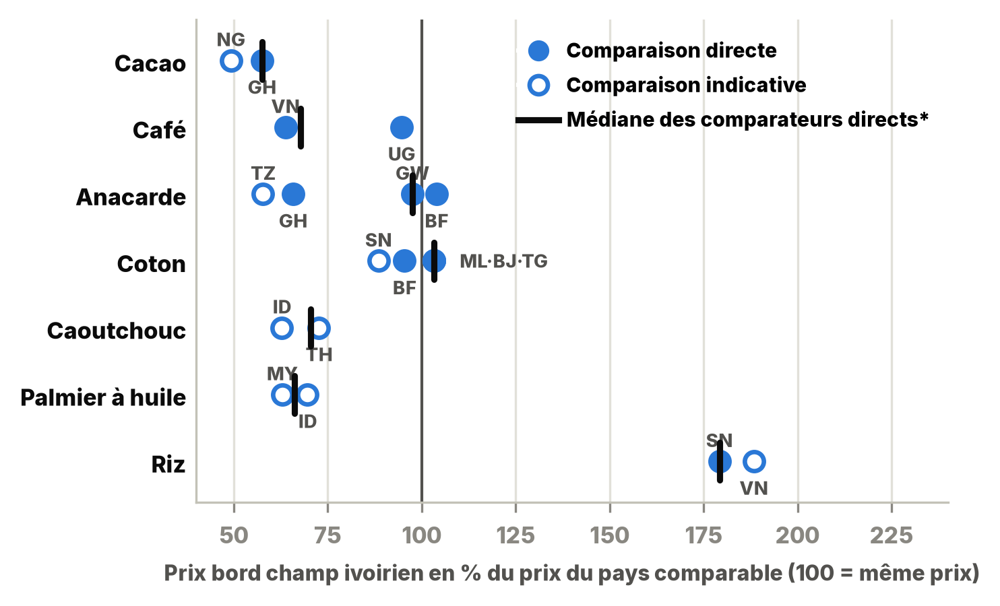 NG
Cacao
GH
Comparaison directe
Comparaison indicative
Médiane des comparateurs directs*
VN
Café
UG
TZ
GW
Anacarde
GH
BF
SN
Coton
ML·BJ·TG
BF
ID
Caoutchouc
TH
MY
Palmier à huile
ID
SN
Riz
VN
50 75 100 125 150 175 200 225
Prix bord champ ivoirien en % du prix du pays comparable (100 = même prix)